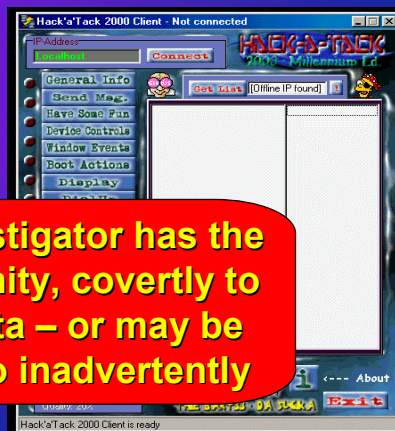 Hack'a'Tack 2000 Client - Not connected
IP Address
Localhost
Connect
HACK-A-TACK
2000 - Millennium Ed.
General Info
Get List
[Offline IP found]
!
Send Msg.
Have Some Fun
Device Controls
Window Events
Boot Actions
Display
stigator has the
nity, covertly to
ta – or may be
o inadvertently
i
<--- About
Quality: 20%
Exit
Hack'a'Tack 2000 Client is ready